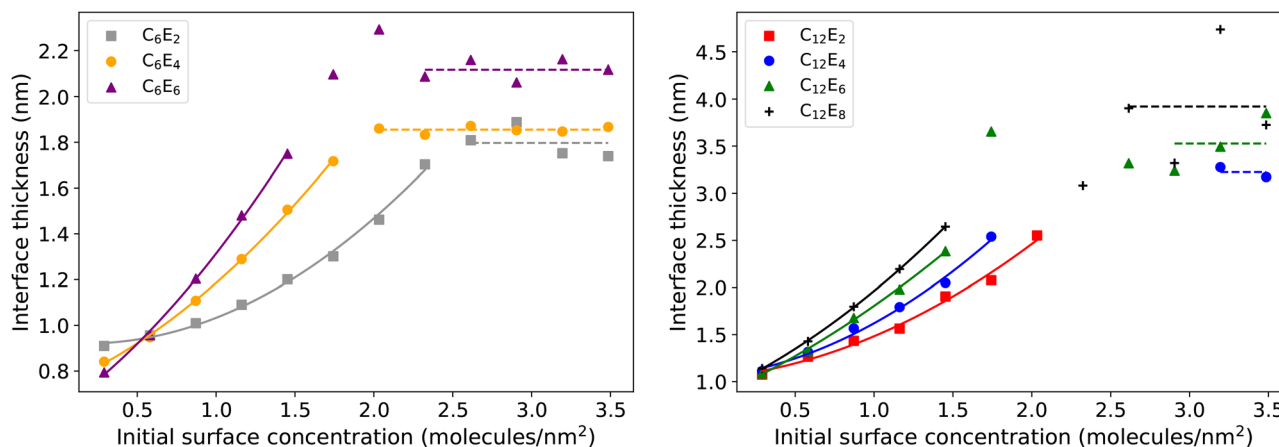 C₆E₂
C₆E₄
C₆E₆
Interface thickness (nm)
2.2
2.0
1.8
1.6
1.4
1.2
1.0
0.8
0.5 1.0 1.5 2.0 2.5 3.0 3.5
Initial surface concentration (molecules/nm²)
C₁₂E₂
C₁₂E₄
C₁₂E₆
C₁₂E₈
Interface thickness (nm)
4.5
4.0
3.5
3.0
2.5
2.0
1.5
1.0
0.5 1.0 1.5 2.0 2.5 3.0 3.5
Initial surface concentration (molecules/nm²)